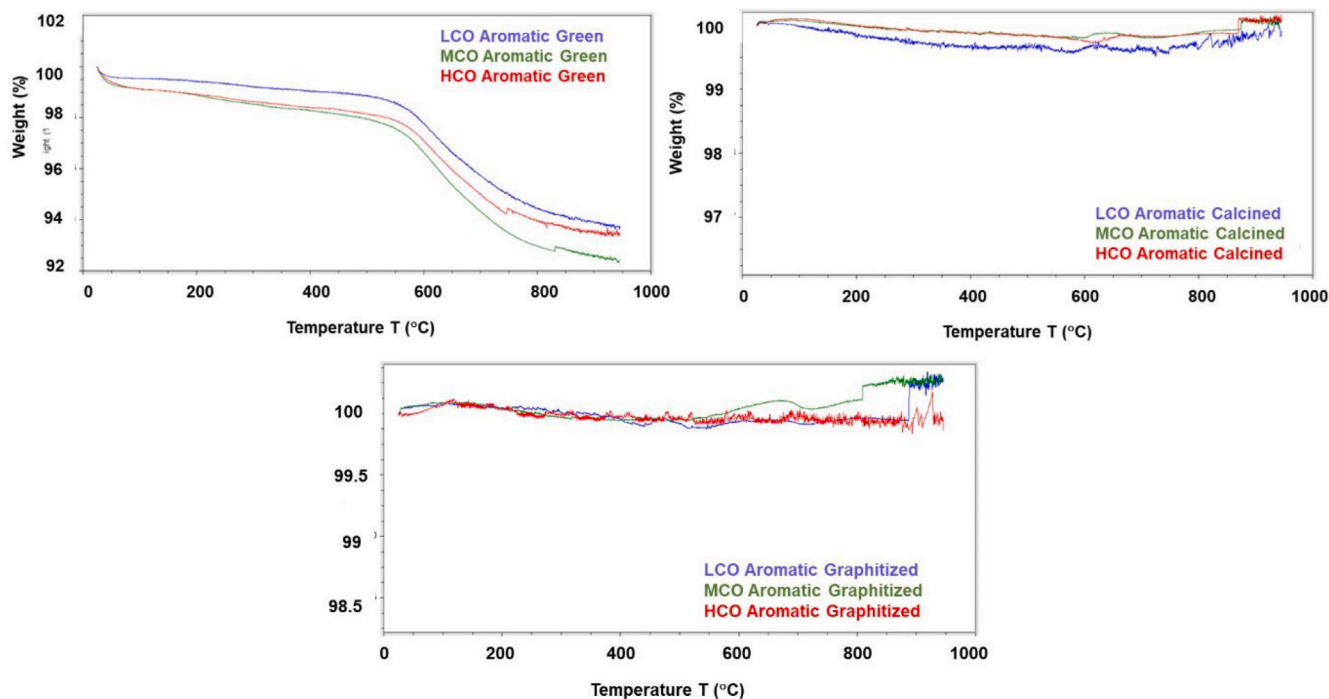 102
100
98
96
94
92
Weight (%)
ight (
LCO Aromatic Green
MCO Aromatic Green
HCO Aromatic Green
0 200 400 600 800 1000
Temperature T (°C)
100
99
98
97
Weight (%)
LCO Aromatic Calcined
MCO Aromatic Calcined
HCO Aromatic Calcined
0 200 400 600 800 1000
Temperature T (°C)
100
99.5
99
98.5
LCO Aromatic Graphitized
MCO Aromatic Graphitized
HCO Aromatic Graphitized
0 200 400 600 800 1000
Temperature T (°C)